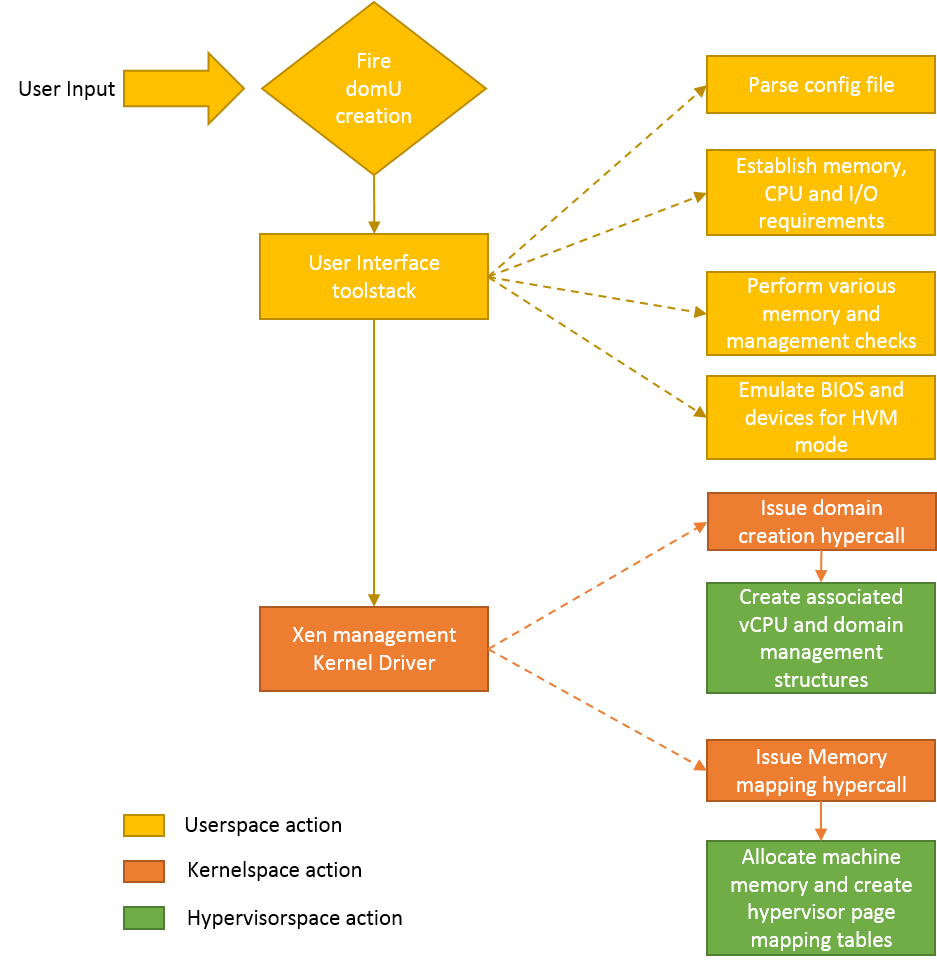 User Input
Fire
domU
creation
Parse config file
Establish memory,
CPU and I/O
requirements
User Interface
toolstack
Perform various
memory and
management checks
Emulate BIOS and
devices for HVM
mode
Issue domain
creation hypercall
Create associated
vCPU and domain
management
structures
Xen management
Kernel Driver
Issue Memory
mapping hypercall
Allocate machine
memory and create
hypervisor page
mapping tables
Userspace action
Kernelspace action
Hypervisorspace action